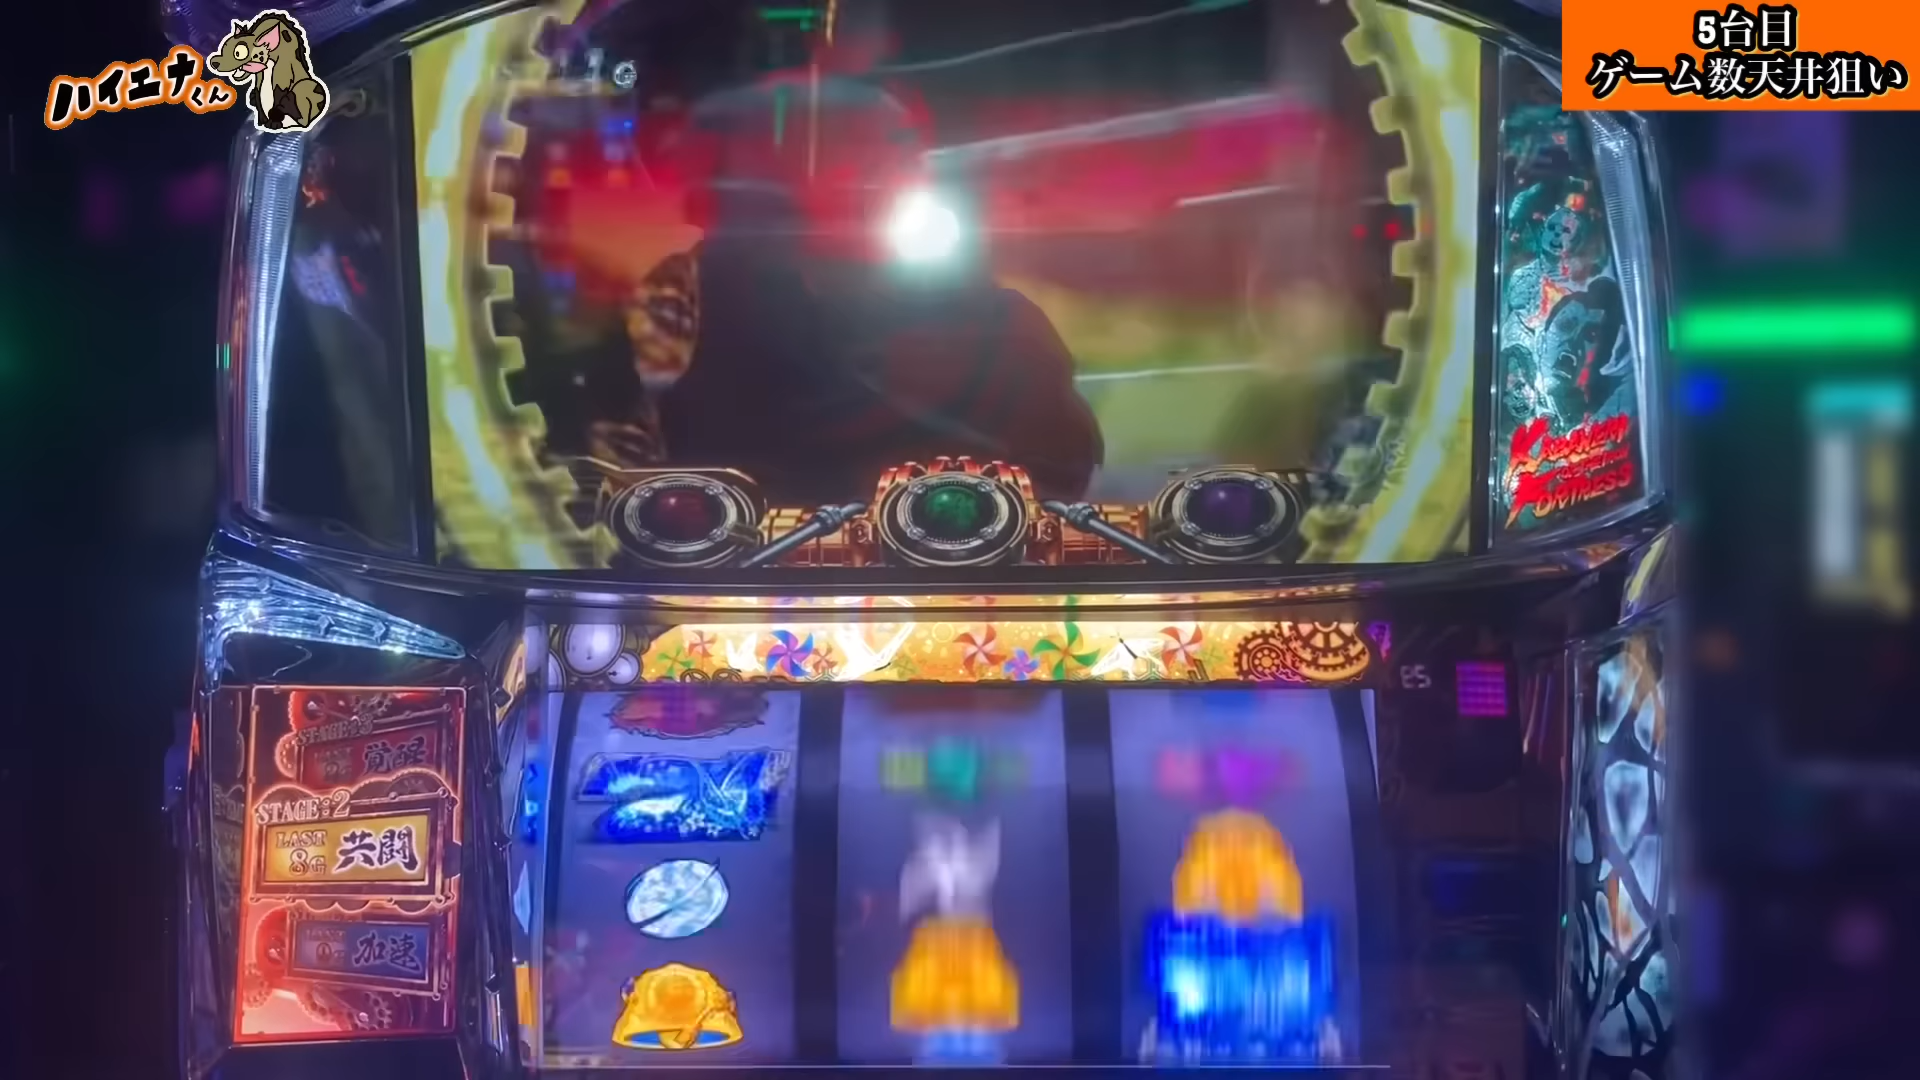 ハイエナくん
5台目
ゲーム数天井狙い
KABANERI
FORTRESS
STAGE:3
覚醒
STAGE:2
LAST
8G 共闘
加速